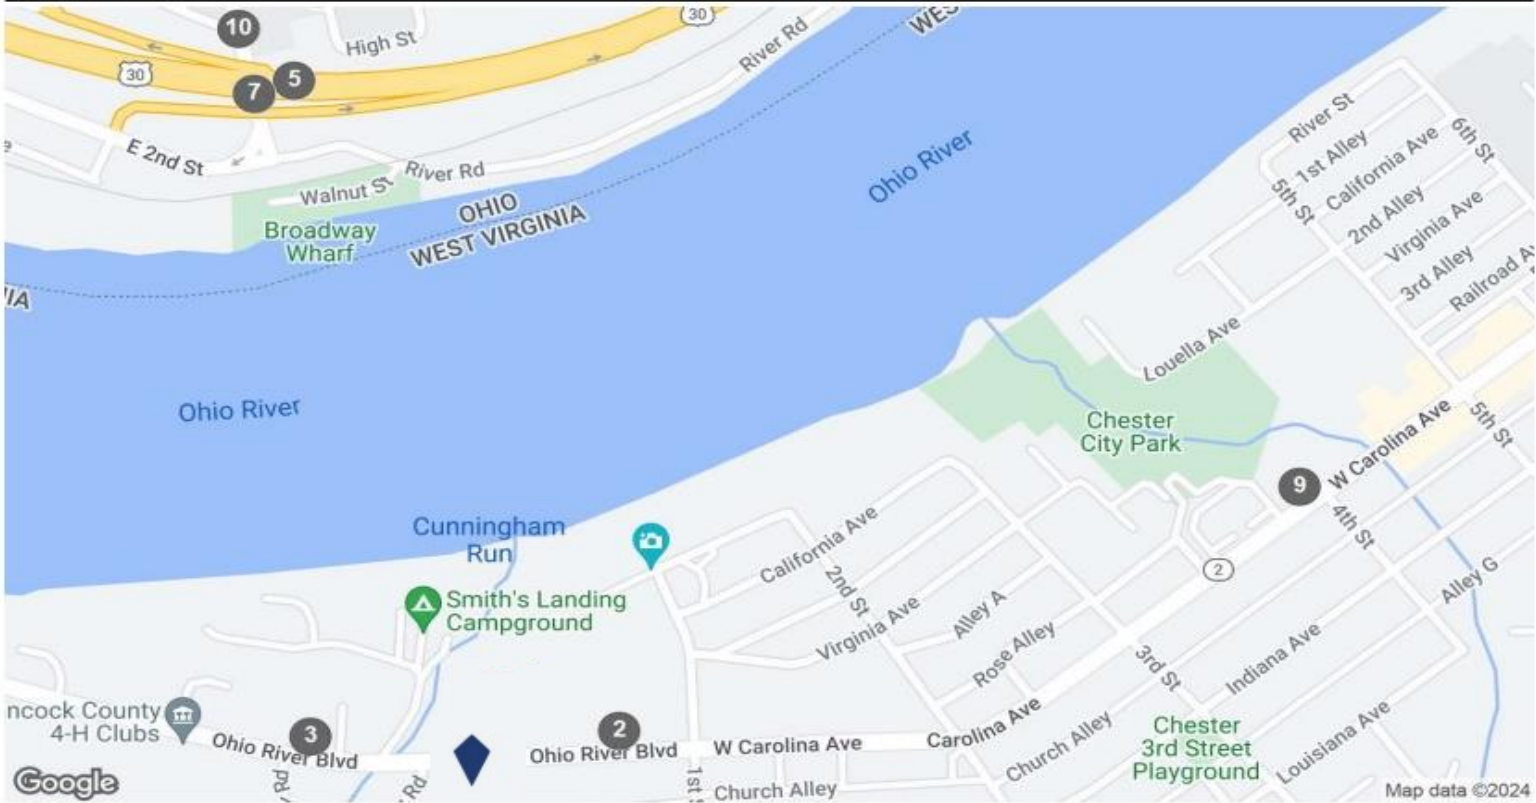 10
30
High St
30
5
7
River Rd
E 2nd St
River Rd
Walnut St
Broadway
Wharf
OHIO
WEST VIRGINIA
Ohio River
River St
1st Alley
California Ave
2nd Alley
Virginia Ave
3rd Alley
6th St
5th St
Louella Ave
Ohio River
Chester
City Park
W Carolina Ave
5th St
9
4th St
2
Cunningham
Run
California Ave
2nd St
Smith's Landing
Campground
Virginia Ave
Alley A
Rose Alley
3rd St
Alley G
Indiana Ave
4-H Clubs
3
Ohio River Blvd
2
Ohio River Blvd
W Carolina Ave
Carolina Ave
Church Alley
Chester
3rd Street
Playground
Louisiana Ave
Rd
Rd
Church Alley
Google
Map data ©2024